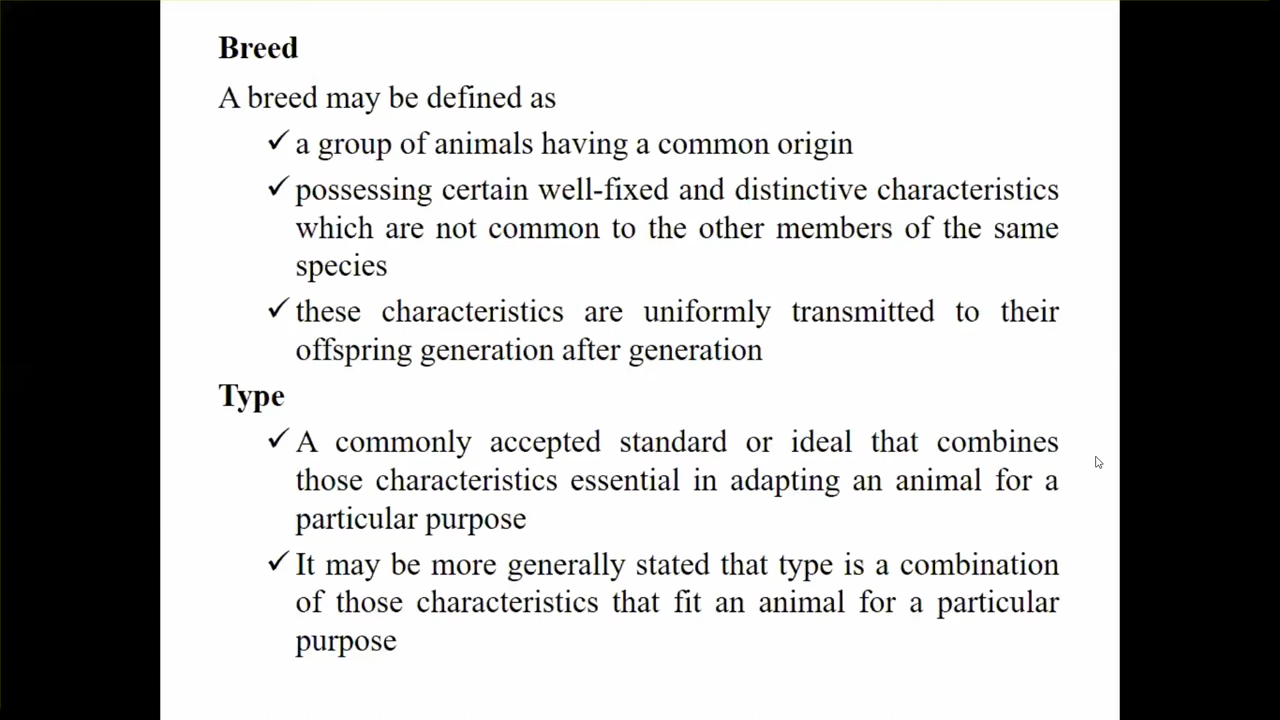 Breed
A breed may be defined as
✓ a group of animals having a common origin
✓ possessing certain well-fixed and distinctive characteristics
which are not common to the other members of the same
species
✓ these characteristics are uniformly transmitted to their
offspring generation after generation
Type
✓ A commonly accepted standard or ideal that combines
those characteristics essential in adapting an animal for a
particular purpose
✓ It may be more generally stated that type is a combination
of those characteristics that fit an animal for a particular
purpose